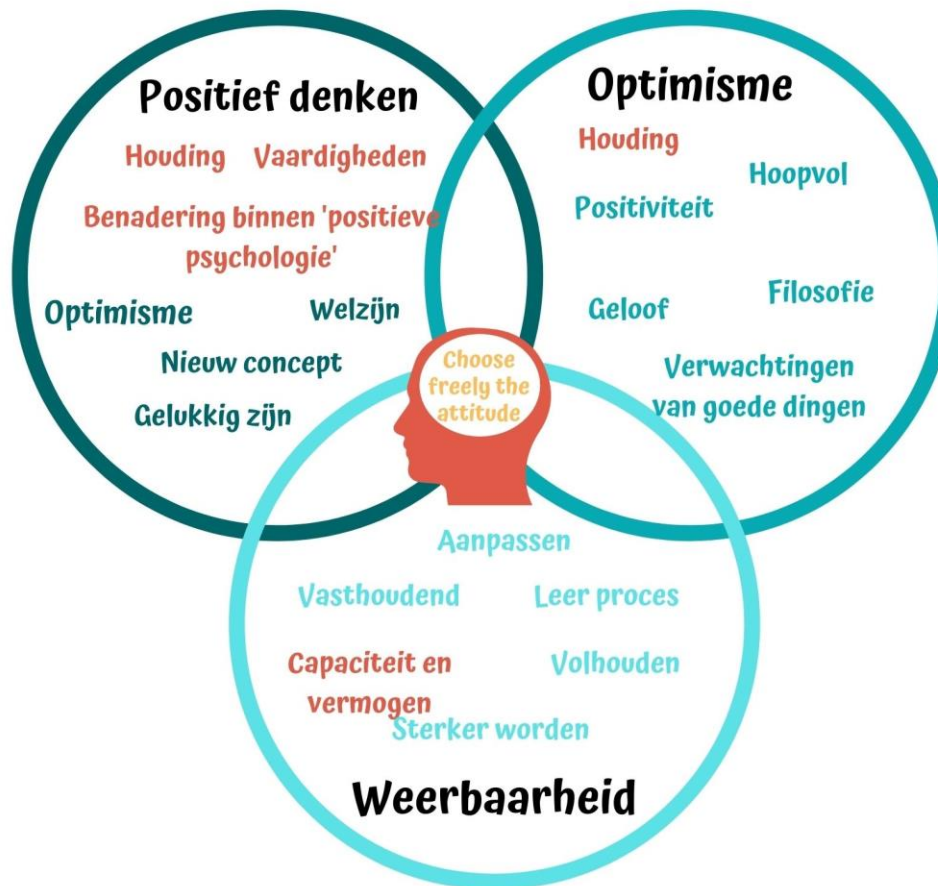 Positief denken
Houding Vaardigheden
Benadering binnen 'positieve
psychologie'
Optimisme Welzijn
Nieuw concept
Gelukkig zijn
Optimisme
Houding
Hoopvol
Positiviteit
Geloof Filosofie
Verwachtingen
van goede dingen
Choose
freely the
attitude
Aanpassen
Vasthoudend Leer proces
Capaciteit en
vermogen
Volhouden
Sterker worden
Weerbaarheid